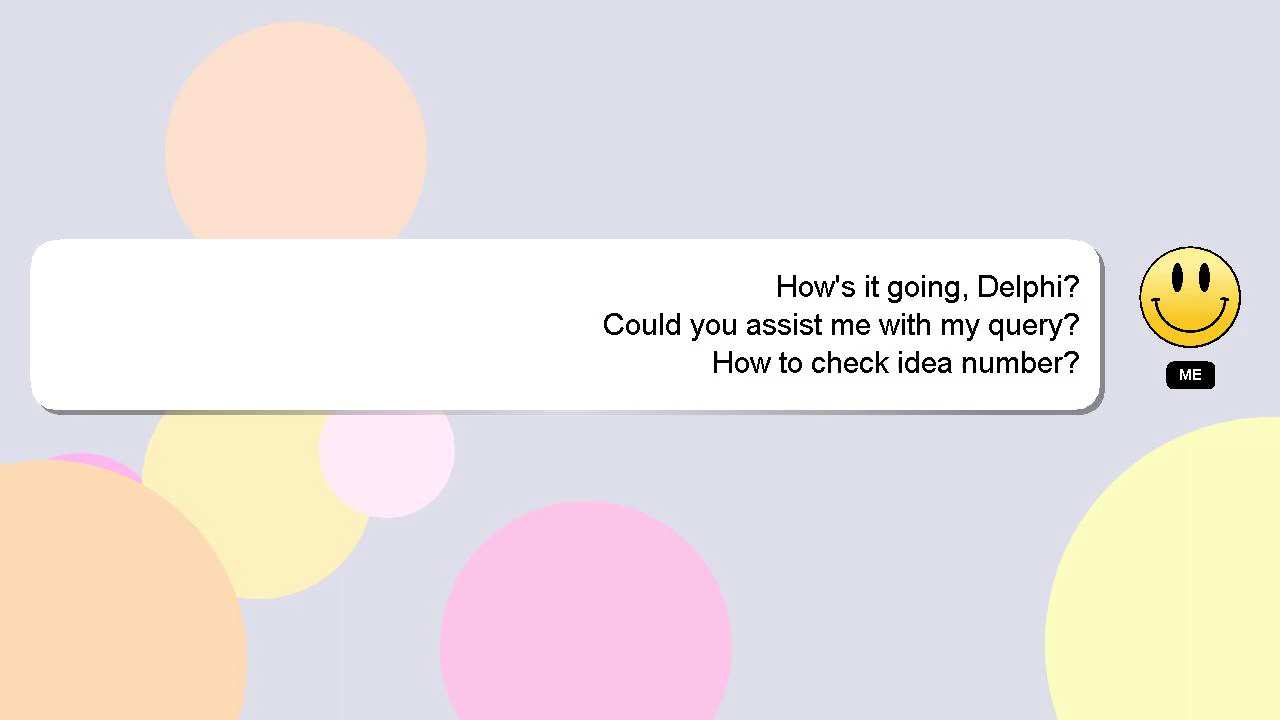 How's it going, Delphi?
Could you assist me with my query?
How to check idea number?
ME